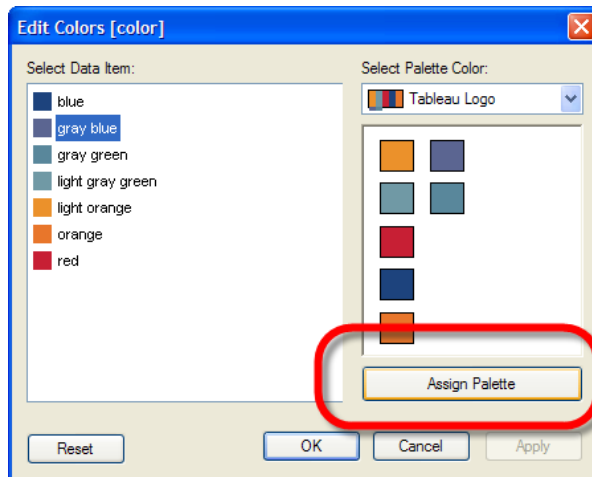 Edit Colors [color]
Select Data Item:
blue
gray blue
gray green
light gray green
light orange
orange
red
Select Palette Color:
Tableau Logo
Assign Palette
Reset
OK
Cancel
Apply